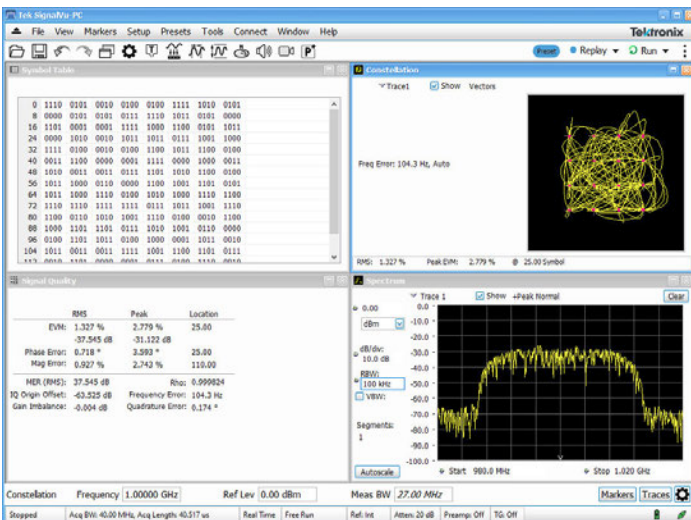 Tek SignalVu-PC
File View Markers Setup Presets Tools Connect Window Help
Tektronix
Preset Replay Run
Symbol Table
0 1110 0101 0010 0100 0100 1111 1010 0101
8 0000 0101 0101 0111 1110 1011 0101 0000
16 1101 0001 0001 1111 1000 1100 0101 1011
24 0000 1010 0010 1011 1011 0111 1001 1000
32 1111 0100 0010 0100 1100 1011 1100 0100
40 0011 1100 0000 0001 1111 0000 1000 0011
48 1010 0011 0011 0111 1101 1010 1100 0100
56 1011 1000 0110 0000 1100 1001 1101 0101
64 1011 1000 1110 0100 1010 1000 1110 1100
72 1110 1110 1111 1111 0111 1011 1001 1110
80 1100 0110 1010 1001 1110 0100 0010 1100
88 1000 1101 1101 0111 1010 1001 0110 0000
96 0100 1101 1011 0100 1000 0001 1011 0010
104 1011 0011 0011 1111 1001 1100 1101 0111
Constellation
Trace1 Show Vectors
Freq Error: 104.3 Hz, Auto
RMS: 1.327 % Peak EVM: 2.779 % @ 25.00 Symbol
Signal Quality
RMS Peak Location
EVM: 1.327 % 2.779 % 25.00
-37.545 dB -31.122 dB
Phase Error: 0.718 ° 3.593 ° 25.00
Mag Error: 0.927 % 2.742 % 110.00
MER (RMS): 37.545 dB Rho: 0.999824
IQ Origin Offset: -63.525 dB Frequency Error: 104.3 Hz
Gain Imbalance: -0.004 dB Quadrature Error: 0.174 °
Spectrum
Trace 1 Show +Peak Normal Clear
0.00
dBm
dB/div:
10.0 dB
RBW:
100 kHz
VBW:
Segments:
1
Autoscale
0.0
-10.0
-20.0
-30.0
-40.0
-50.0
-60.0
-70.0
-80.0
-90.0
-100.0
Start 980.0 MHz Stop 1.020 GHz
Constellation Frequency 1.00000 GHz Ref Lev 0.00 dBm Meas BW 27.00 MHz Markers Traces
Stopped Acq BW: 40.00 MHz, Acq Length: 40.517 us Real Time Free Run Ref: Int Atten: 20 dB Preamp: Off TG: Off